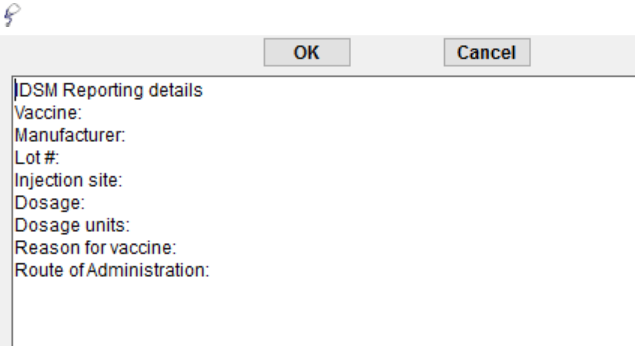 OK Cancel
IDSM Reporting details
Vaccine:
Manufacturer:
Lot #:
Injection site:
Dosage:
Dosage units:
Reason for vaccine:
Route of Administration: